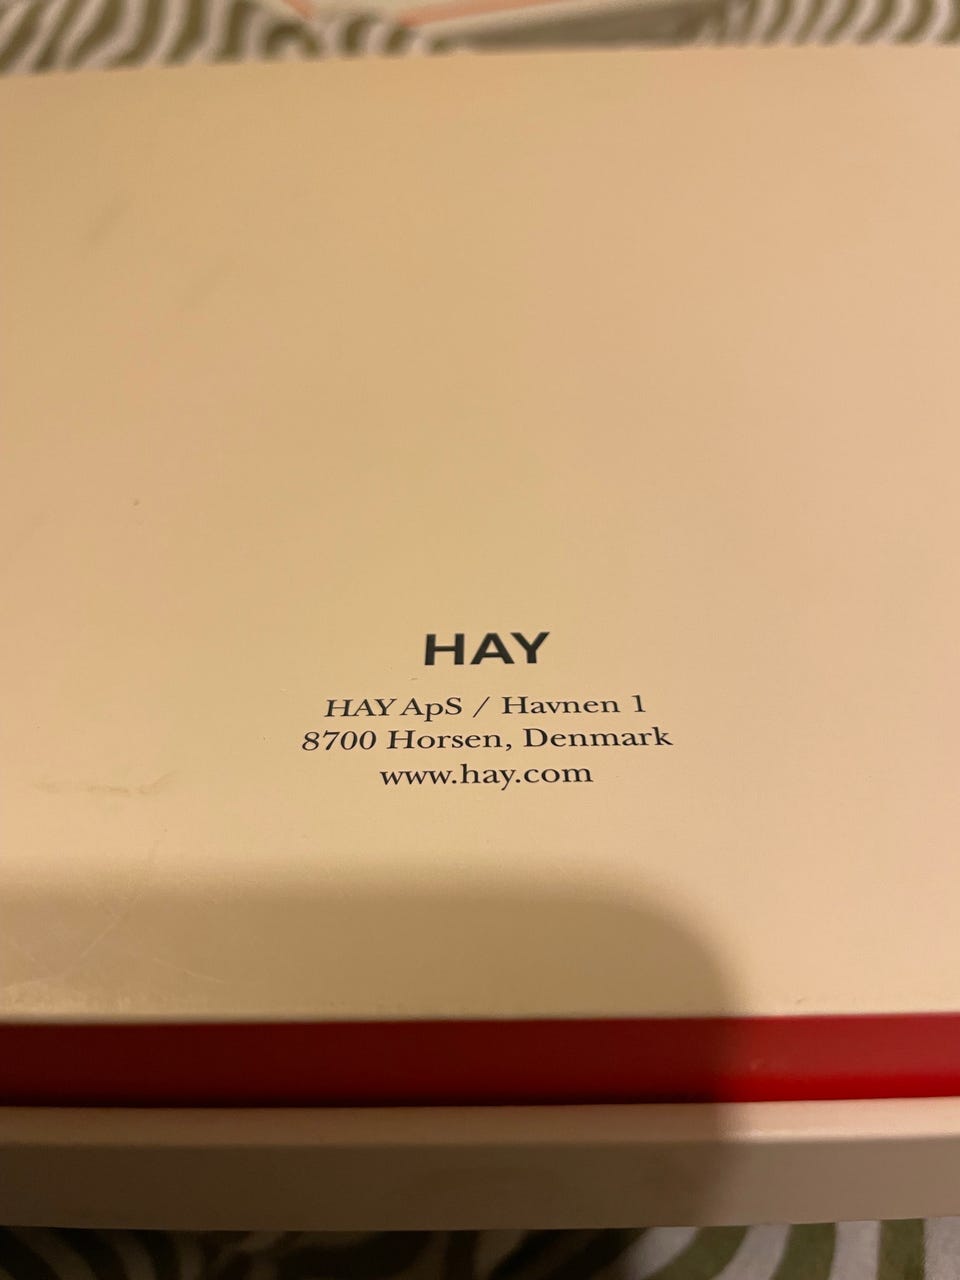 HAY
HAY ApS / Havnen 1
8700 Horsen, Denmark
www.hay.com